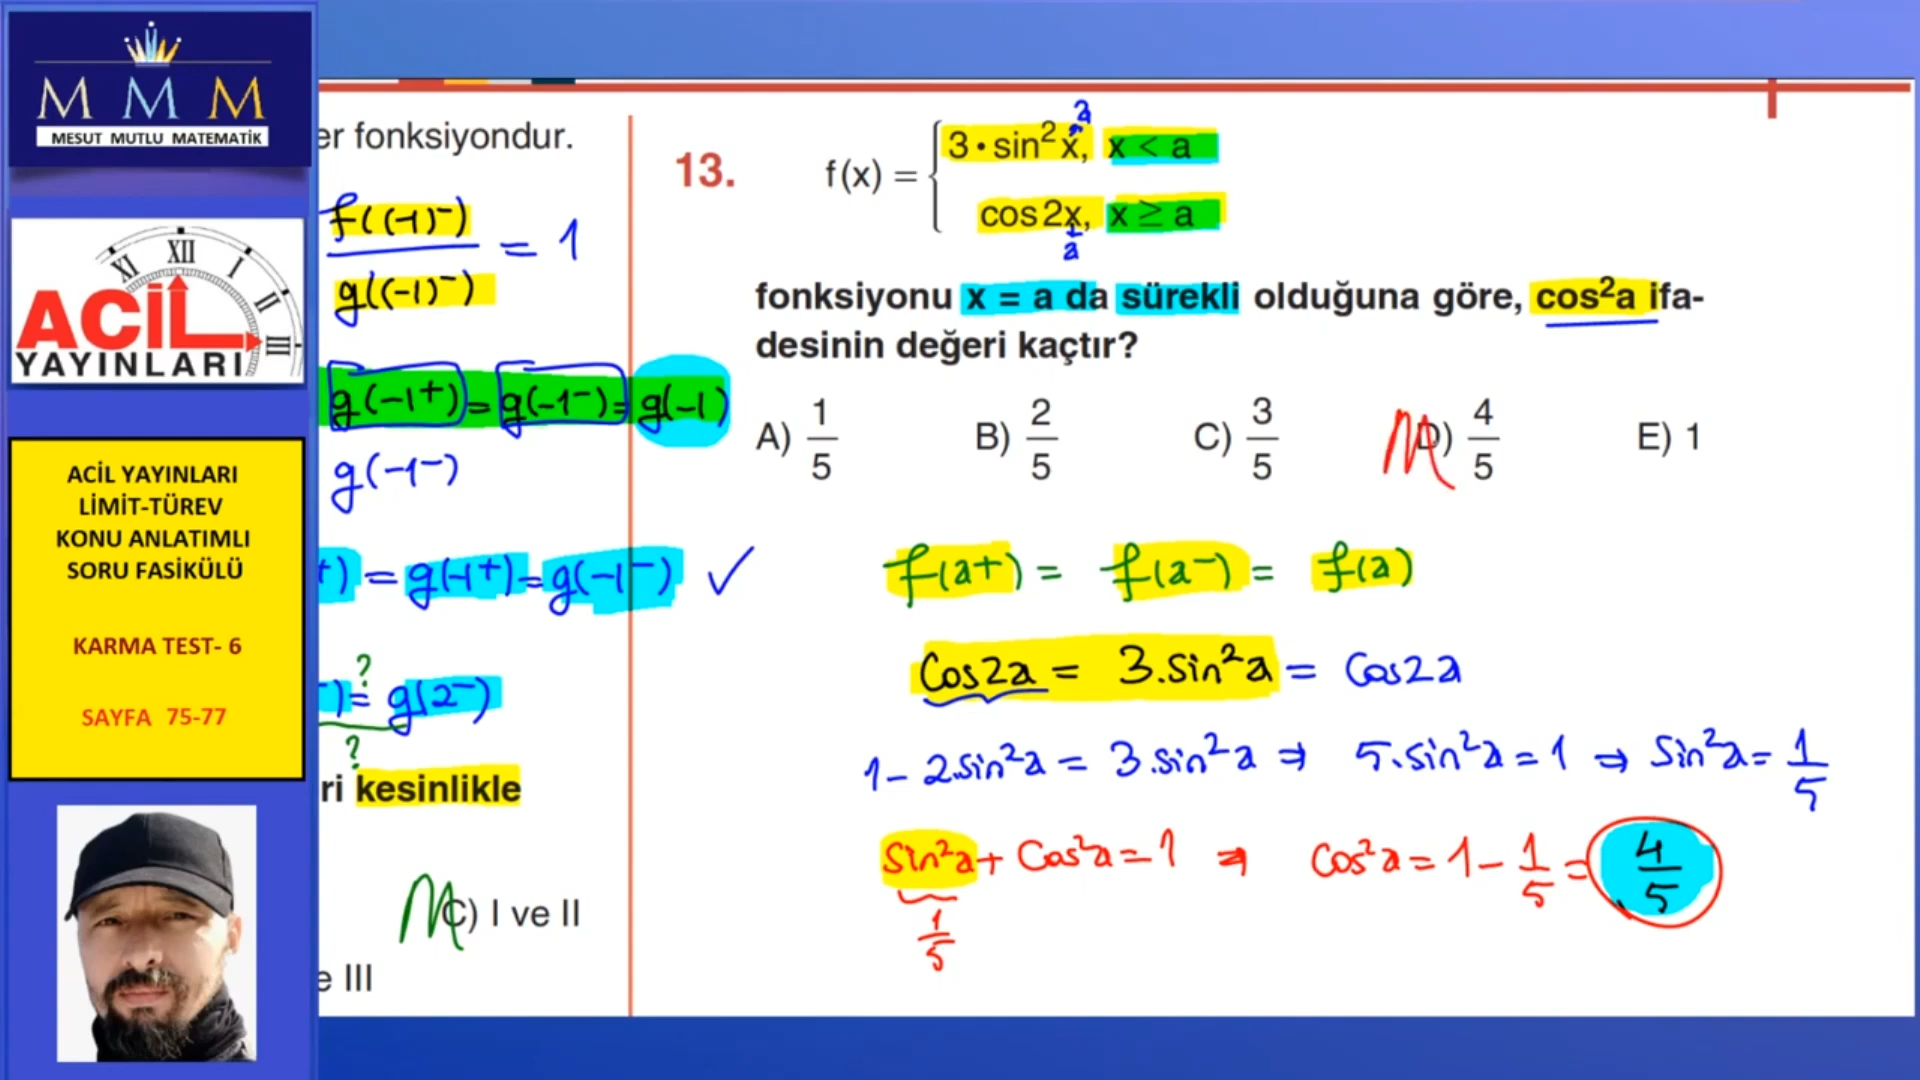 M M M
MESUT MUTLU MATEMATİK
XI XII I II III
ACİL
YAYINLARI
ACİL YAYINLARI
LİMİT-TÜREV
KONU ANLATIMLI
SORU FASİKÜLÜ
KARMA TEST- 6
SAYFA 75-77
er fonksiyondur.
f((-1)⁻)
= 1
g((-1)⁻)
g(-1⁺) = g(-1⁻) = g(-1)
g(-1⁻)
⁺) = g(-1⁺) = g(-1⁻) ✓
?
⁻) = g(2⁻)
?
ri kesinlikle
C) I ve II
e III
13.
a
3·sin²x, x < a
f(x) =
cos2x, x ≥ a
a
fonksiyonu x = a da sürekli olduğuna göre, cos²a ifa-
desinin değeri kaçtır?
A) 1/5 B) 2/5 C) 3/5 D) 4/5 E) 1
f(a⁺) = f(a⁻) = f(a)
Cos2a = 3.sin²a = Cos2a
1 - 2sin²a = 3.sin²a ⇒ 5.sin²a = 1 ⇒ Sin²a = 1/5
Sin²a + Cos²a = 1 ⇒ Cos²a = 1 - 1/5 = 4/5
1/5